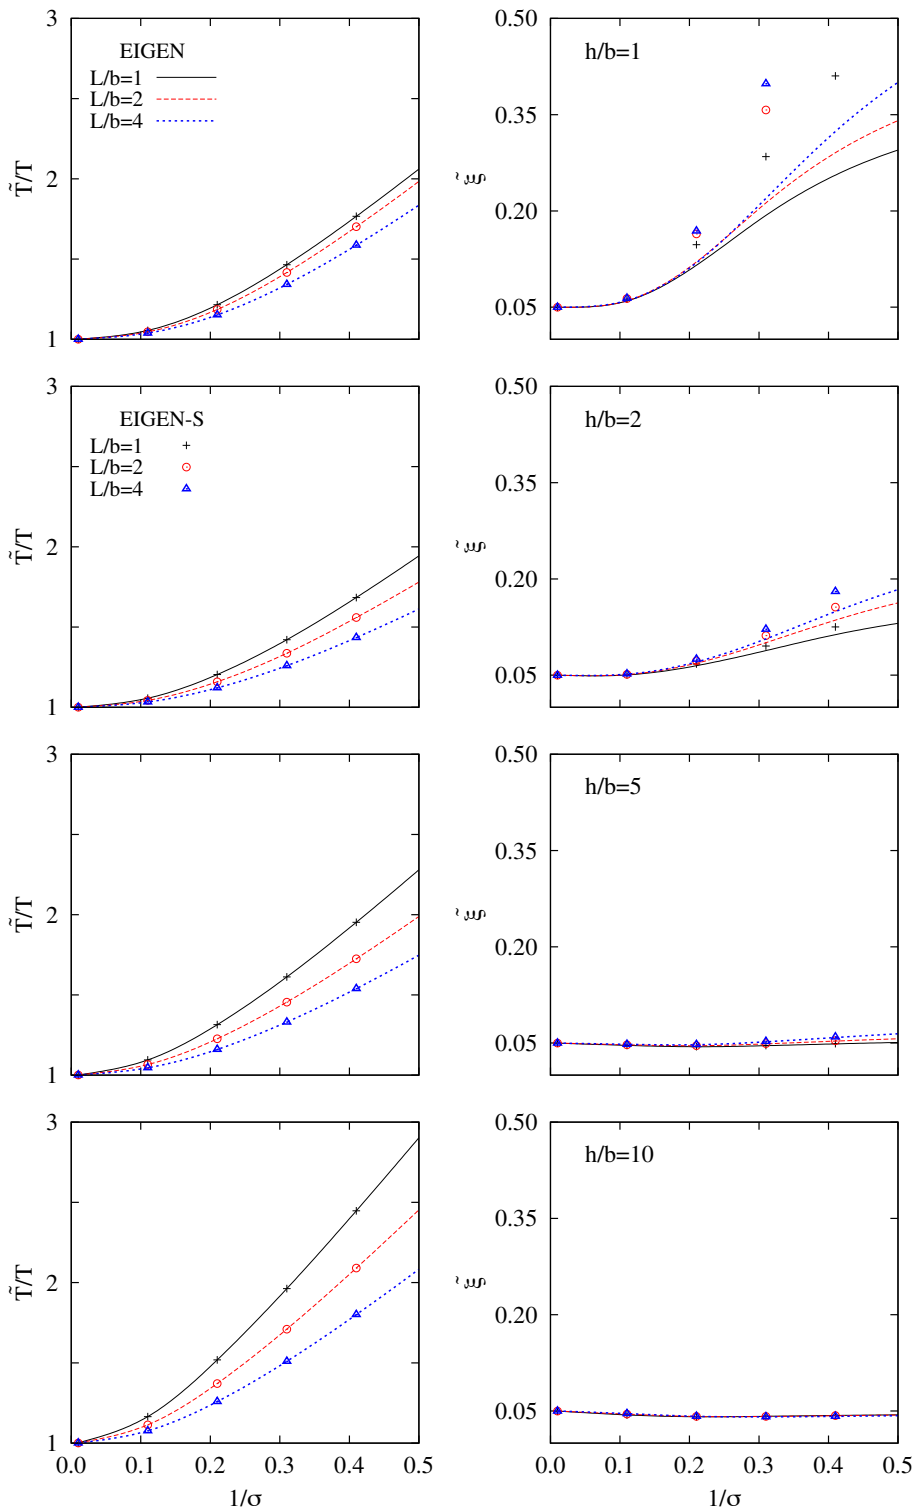 3
2
1
T̃/T
EIGEN
L/b=1
L/b=2
L/b=4
0.50
0.35
0.20
0.05
ξ̃
h/b=1
3
2
1
T̃/T
EIGEN-S
L/b=1
L/b=2
L/b=4
0.50
0.35
0.20
0.05
ξ̃
h/b=2
3
2
1
T̃/T
0.50
0.35
0.20
0.05
ξ̃
h/b=5
3
2
1
T̃/T
0.0 0.1 0.2 0.3 0.4 0.5
1/σ
0.50
0.35
0.20
0.05
ξ̃
h/b=10
0.0 0.1 0.2 0.3 0.4 0.5
1/σ